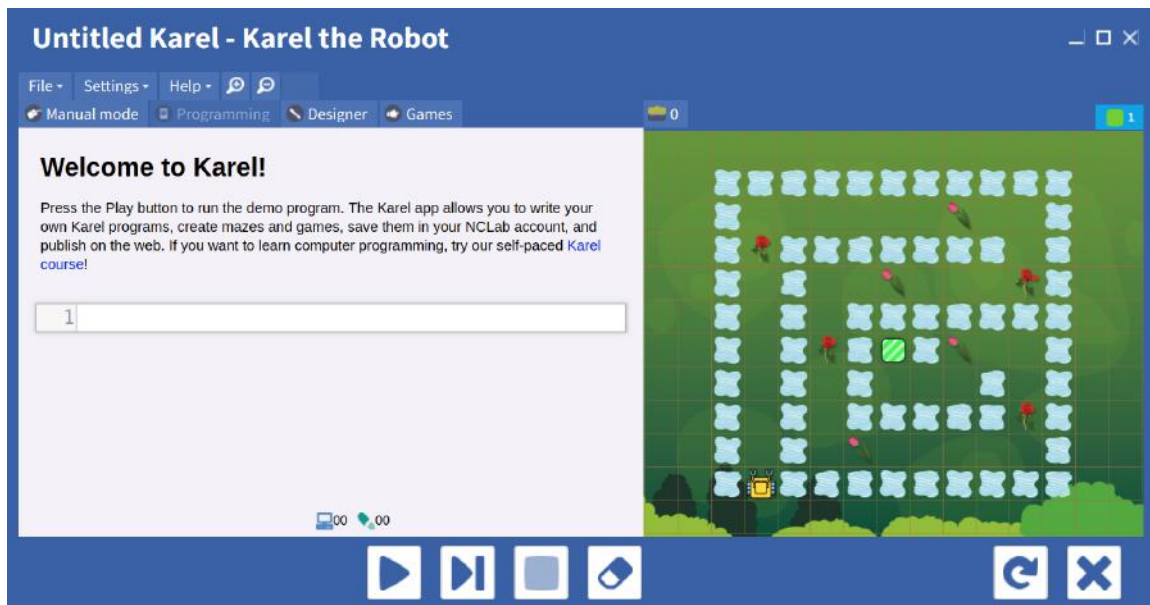 Untitled Karel - Karel the Robot
File
Settings
Help
Manual mode
Programming
Designer
Games
0
1
Welcome to Karel!
Press the Play button to run the demo program. The Karel app allows you to write your
own Karel programs, create mazes and games, save them in your NCLab account, and
publish on the web. If you want to learn computer programming, try our self-paced Karel
course!
1
00
00